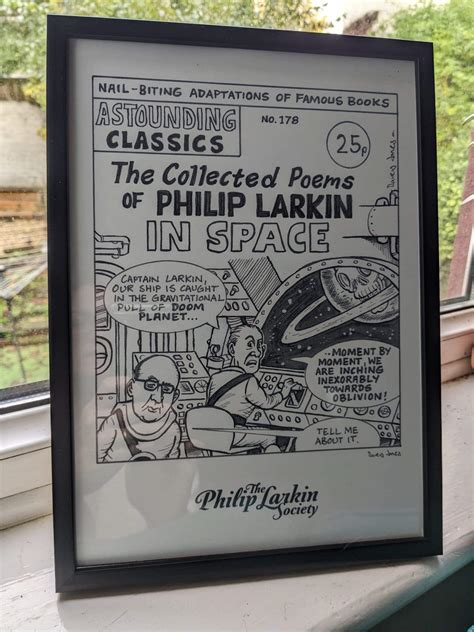 NAIL-BITING ADAPTATIONS OF FAMOUS BOOKS
ASTOUNDING
CLASSICS
No. 178
25p
The Collected Poems
OF PHILIP LARKIN
IN SPACE
CAPTAIN LARKIN,
OUR SHIP IS CAUGHT
IN THE GRAVITATIONAL
PULL OF DOOM
PLANET...
...MOMENT BY
MOMENT, WE
ARE INCHING
INEXORABLY
TOWARDS
OBLIVION!
TELL ME
ABOUT IT.
The
Philip Larkin
Society